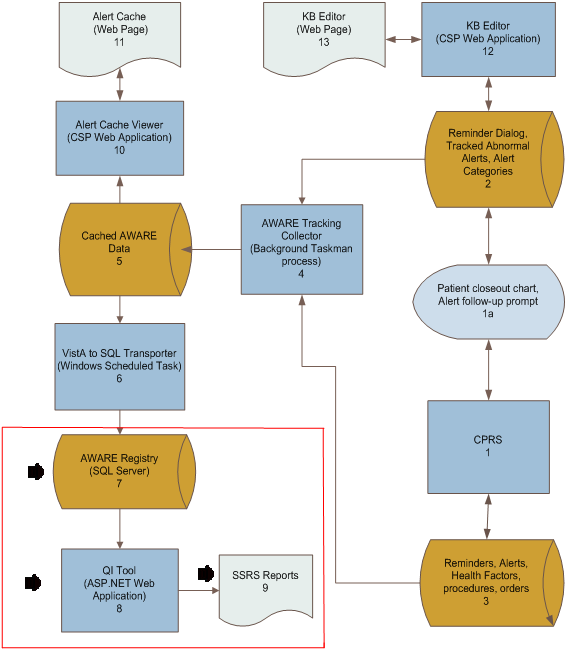 Alert Cache
(Web Page)
11
KB Editor
(Web Page)
13
KB Editor
(CSP Web Application)
12
Alert Cache Viewer
(CSP Web Application)
10
Reminder Dialog,
Tracked Abnormal
Alerts, Alert
Categories
2
Cached AWARE
Data
5
AWARE Tracking
Collector
(Background Taskman
process)
4
Patient closeout chart,
Alert follow-up prompt
1a
VistA to SQL Transporter
(Windows Scheduled Task)
6
CPRS
1
AWARE Registry
(SQL Server)
7
QI Tool
(ASP.NET Web
Application)
8
SSRS Reports
9
Reminders, Alerts,
Health Factors,
procedures, orders
3